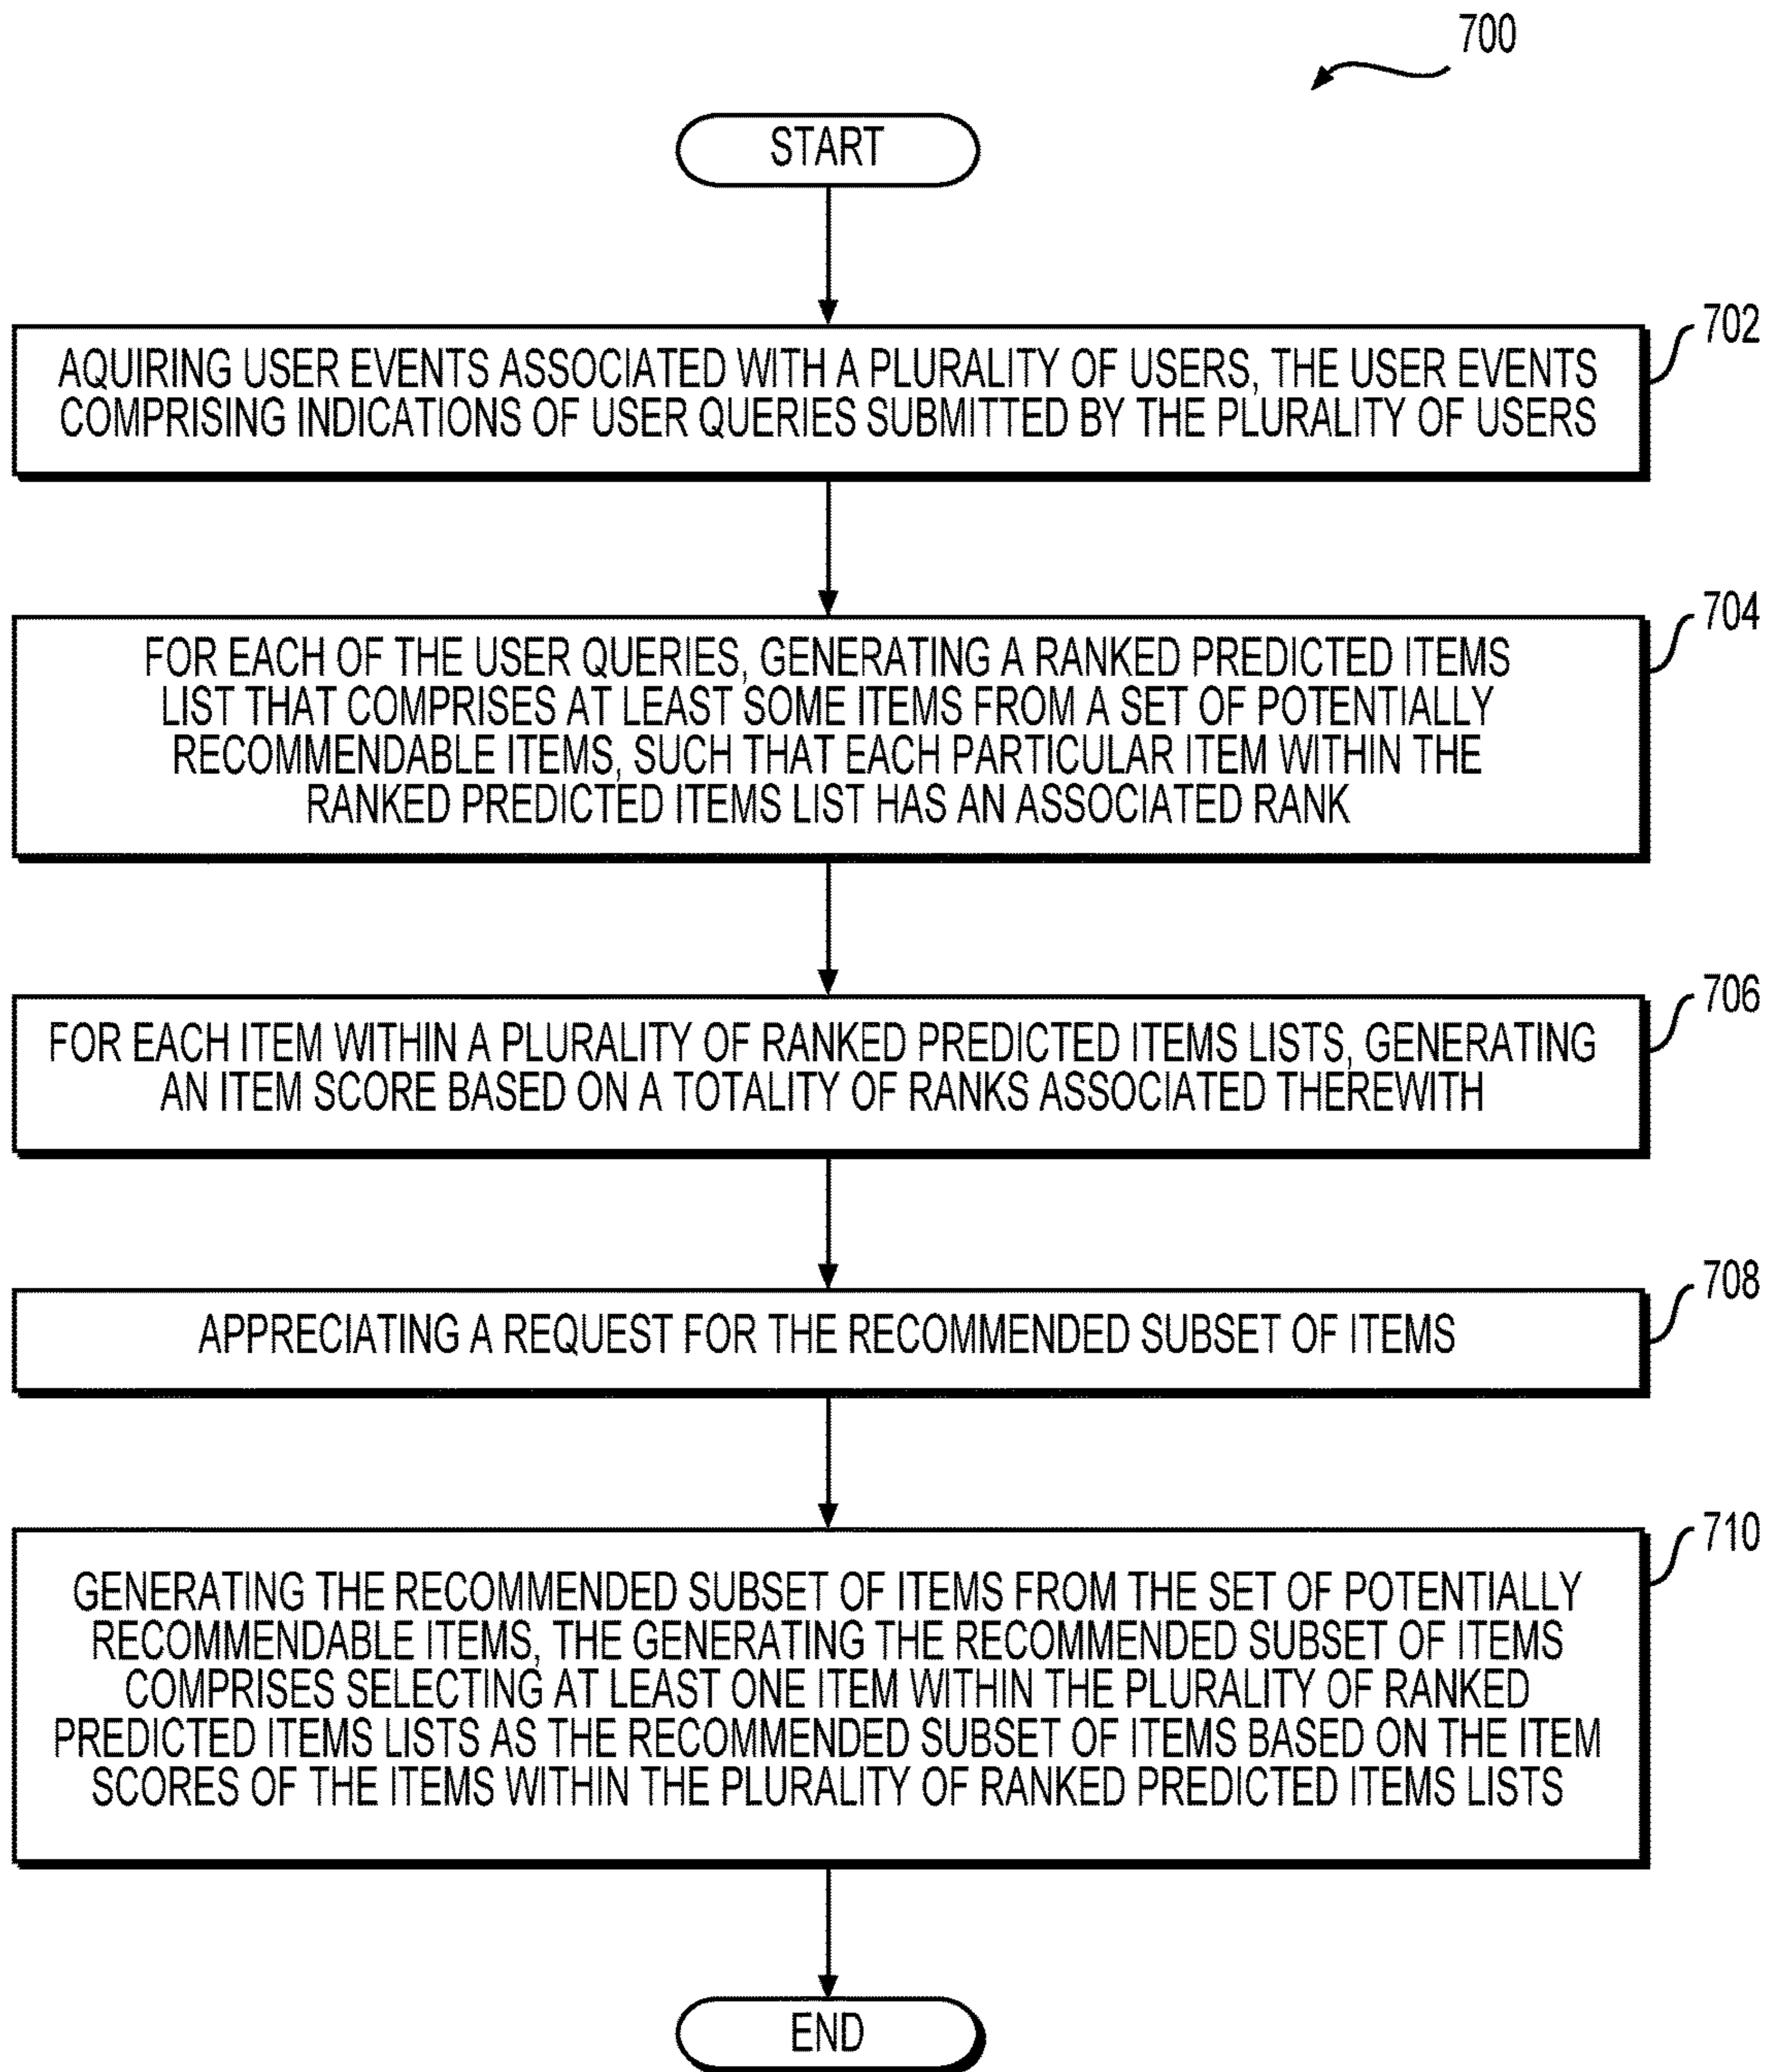 700
START
702
AQUIRING USER EVENTS ASSOCIATED WITH A PLURALITY OF USERS, THE USER EVENTS
COMPRISING INDICATIONS OF USER QUERIES SUBMITTED BY THE PLURALITY OF USERS
704
FOR EACH OF THE USER QUERIES, GENERATING A RANKED PREDICTED ITEMS
LIST THAT COMPRISES AT LEAST SOME ITEMS FROM A SET OF POTENTIALLY
RECOMMENDABLE ITEMS, SUCH THAT EACH PARTICULAR ITEM WITHIN THE
RANKED PREDICTED ITEMS LIST HAS AN ASSOCIATED RANK
706
FOR EACH ITEM WITHIN A PLURALITY OF RANKED PREDICTED ITEMS LISTS, GENERATING
AN ITEM SCORE BASED ON A TOTALITY OF RANKS ASSOCIATED THEREWITH
708
APPRECIATING A REQUEST FOR THE RECOMMENDED SUBSET OF ITEMS
710
GENERATING THE RECOMMENDED SUBSET OF ITEMS FROM THE SET OF POTENTIALLY
RECOMMENDABLE ITEMS, THE GENERATING THE RECOMMENDED SUBSET OF ITEMS
COMPRISES SELECTING AT LEAST ONE ITEM WITHIN THE PLURALITY OF RANKED
PREDICTED ITEMS LISTS AS THE RECOMMENDED SUBSET OF ITEMS BASED ON THE ITEM
SCORES OF THE ITEMS WITHIN THE PLURALITY OF RANKED PREDICTED ITEMS LISTS
END